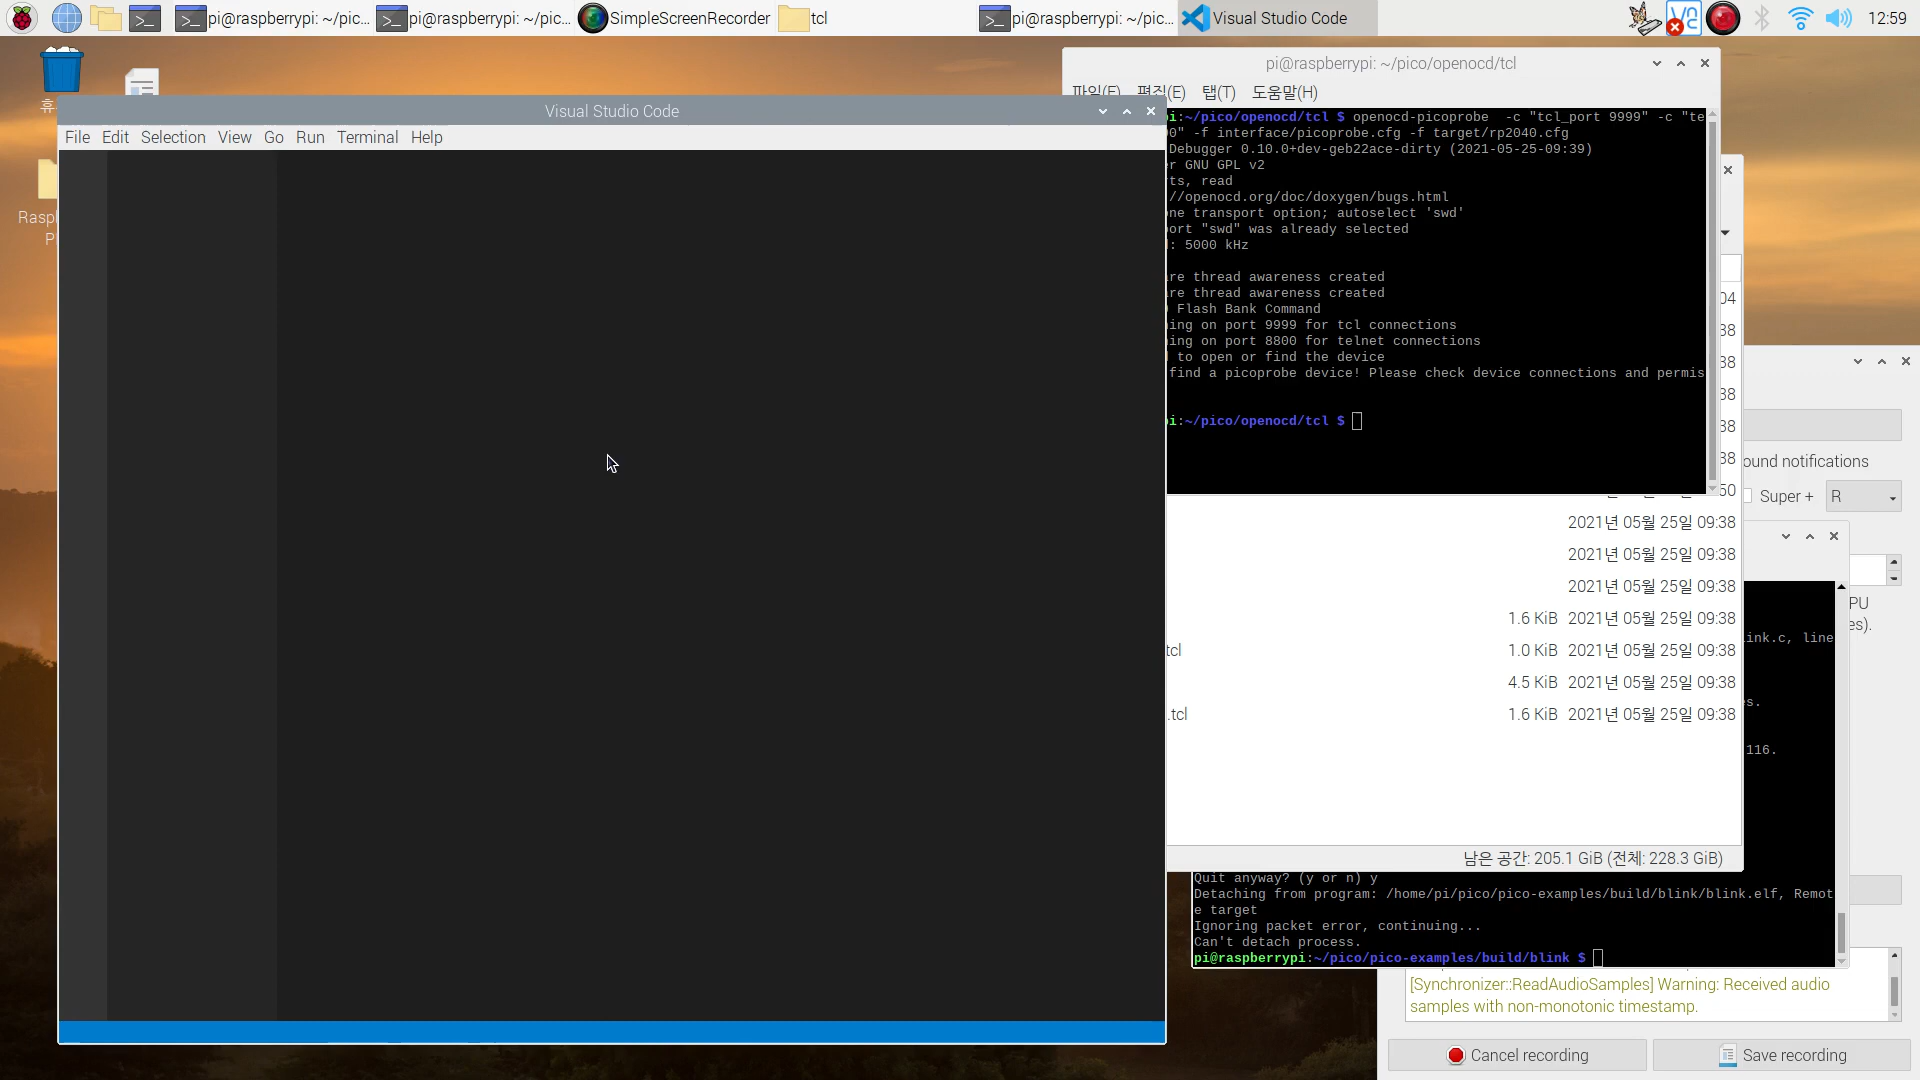 pi@raspberrypi: ~/pic...
pi@raspberrypi: ~/pic...
SimpleScreenRecorder
tcl
pi@raspberrypi: ~/pic...
Visual Studio Code
12:59
pi@raspberrypi: ~/pico/openocd/tcl
파일(F) 편집(E) 탭(T) 도움말(H)
Visual Studio Code
File Edit Selection View Go Run Terminal Help
i:~/pico/openocd/tcl $ openocd-picoprobe  -c "tcl_port 9999" -c "te
0" -f interface/picoprobe.cfg -f target/rp2040.cfg
Debugger 0.10.0+dev-geb22ace-dirty (2021-05-25-09:39)
r GNU GPL v2
ts, read
//openocd.org/doc/doxygen/bugs.html
ne transport option; autoselect 'swd'
ort "swd" was already selected
: 5000 kHz
re thread awareness created
re thread awareness created
Flash Bank Command
ing on port 9999 for tcl connections
ing on port 8800 for telnet connections
to open or find the device
find a picoprobe device! Please check device connections and permis
i:~/pico/openocd/tcl $
휴
Rasp
P
04
38
38
38
38
38
50
2021년 05월 25일 09:38
2021년 05월 25일 09:38
2021년 05월 25일 09:38
1.6 KiB 2021년 05월 25일 09:38
tcl 1.0 KiB 2021년 05월 25일 09:38
4.5 KiB 2021년 05월 25일 09:38
.tcl 1.6 KiB 2021년 05월 25일 09:38
남은 공간: 205.1 GiB (전체: 228.3 GiB)
ound notifications
Super + R
PU
es).
ink.c, line
s.
116.
Quit anyway? (y or n) y
Detaching from program: /home/pi/pico/pico-examples/build/blink/blink.elf, Remot
e target
Ignoring packet error, continuing...
Can't detach process.
pi@raspberrypi:~/pico/pico-examples/build/blink $
[Synchronizer::ReadAudioSamples] Warning: Received audio
samples with non-monotonic timestamp.
Cancel recording
Save recording